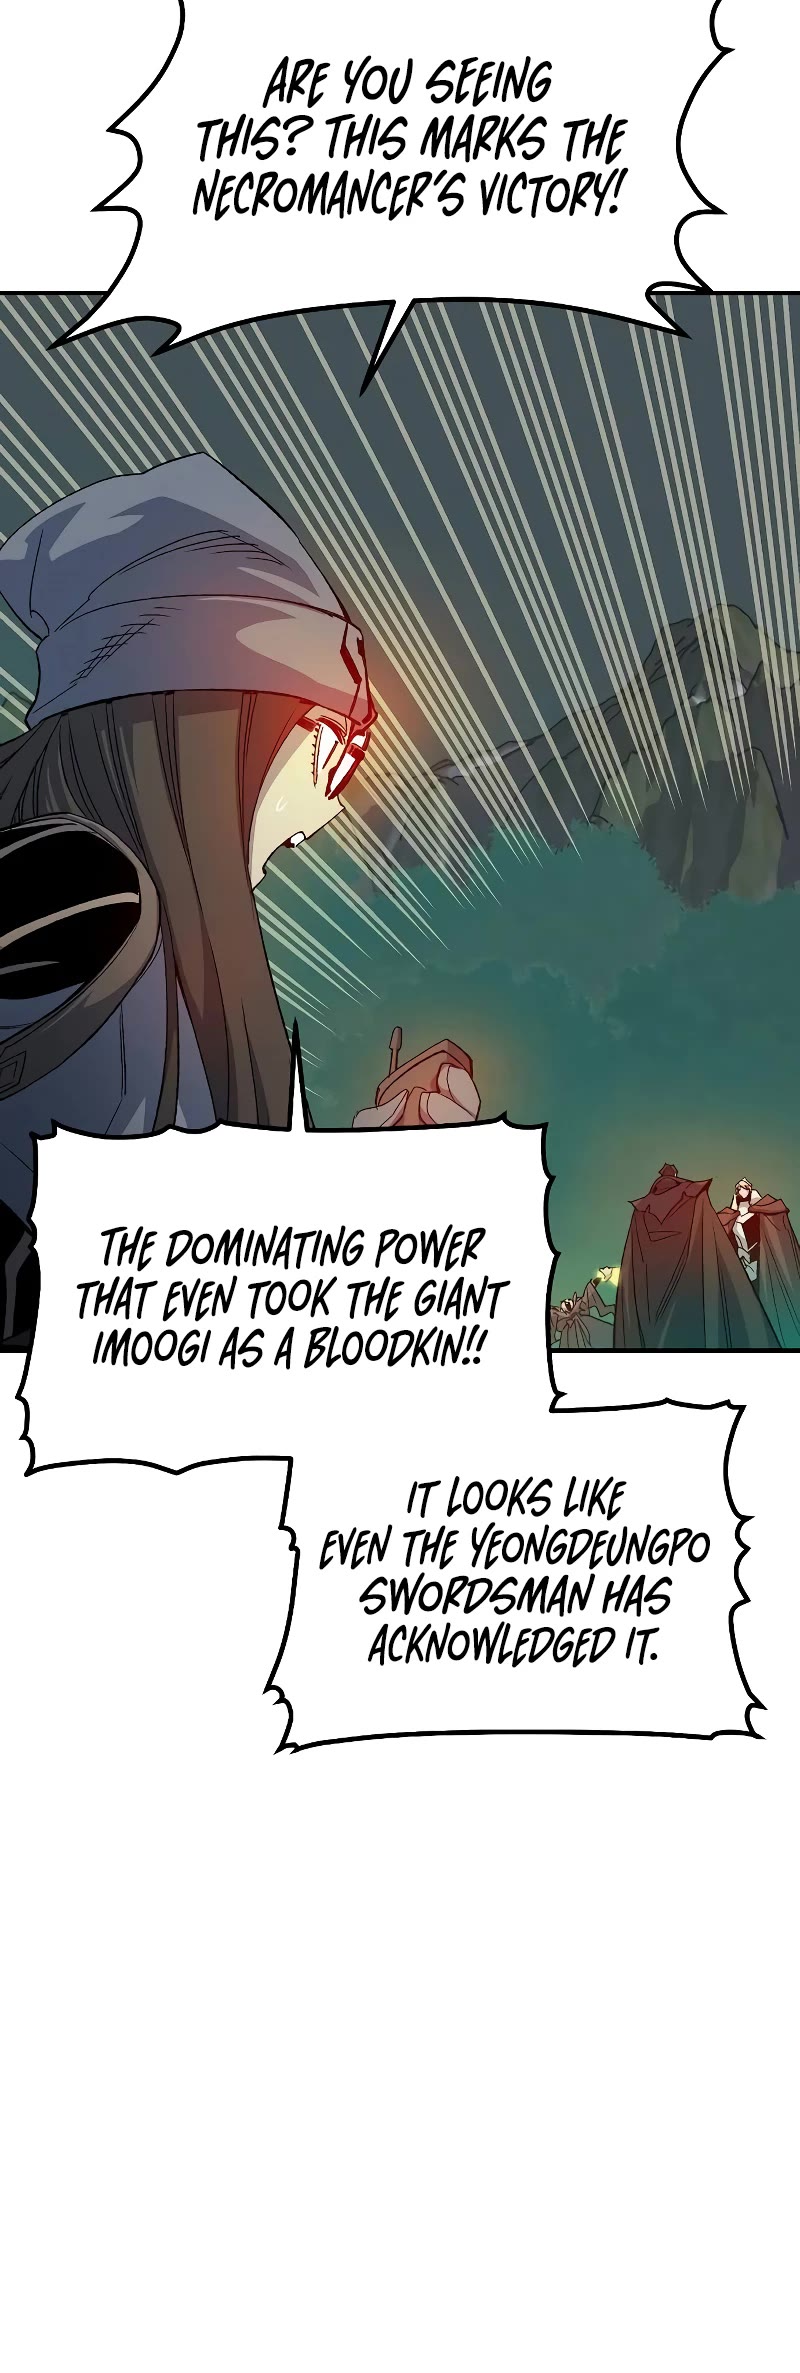 ARE YOU SEEING
THIS? THIS MARKS THE
NECROMANCER'S VICTORY!
THE DOMINATING POWER
THAT EVEN TOOK THE GIANT
IMOOGI AS A BLOODKIN!!
IT LOOKS LIKE
EVEN THE YEONGDEUNGPO
SWORDSMAN HAS
ACKNOWLEDGED IT.